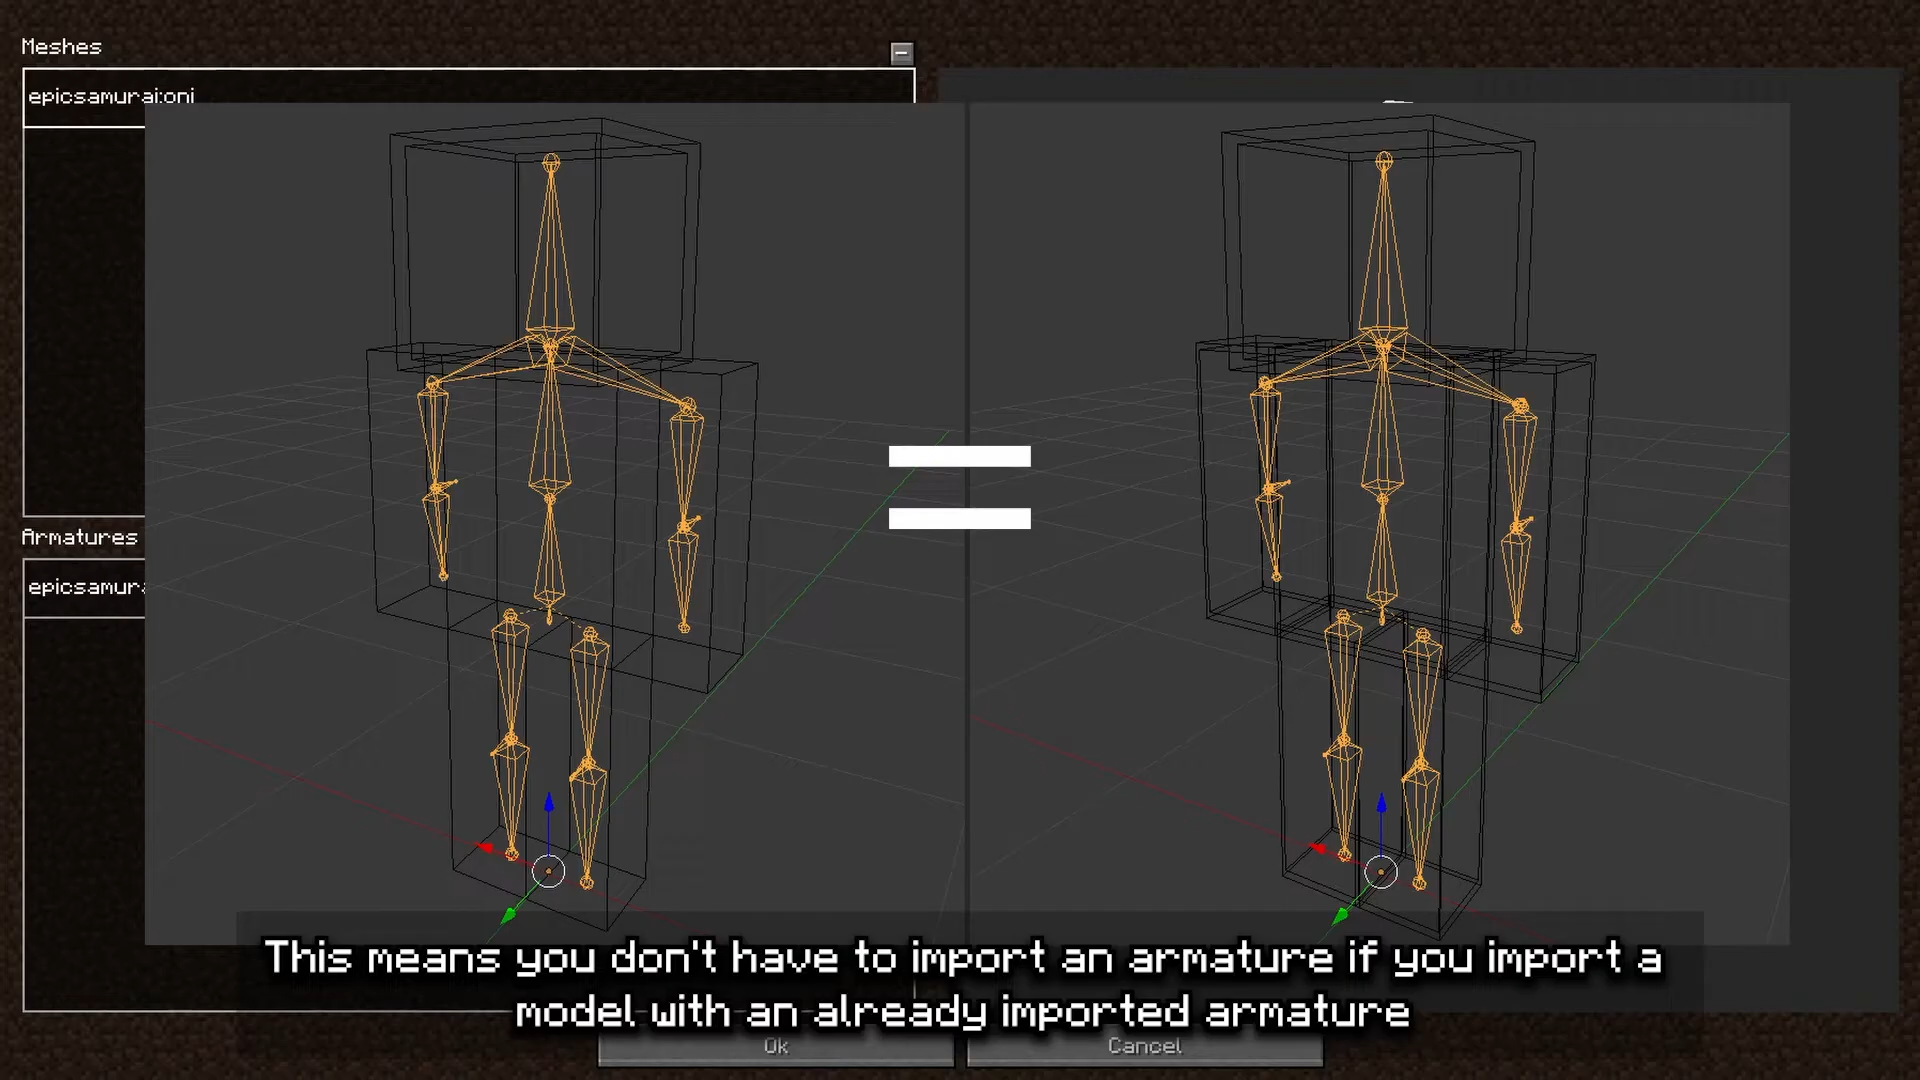 Meshes
epicsamurai:oni
Armatures
epicsamura
This means you don't have to import an armature if you import a
model with an already imported armature
Ok
Cancel